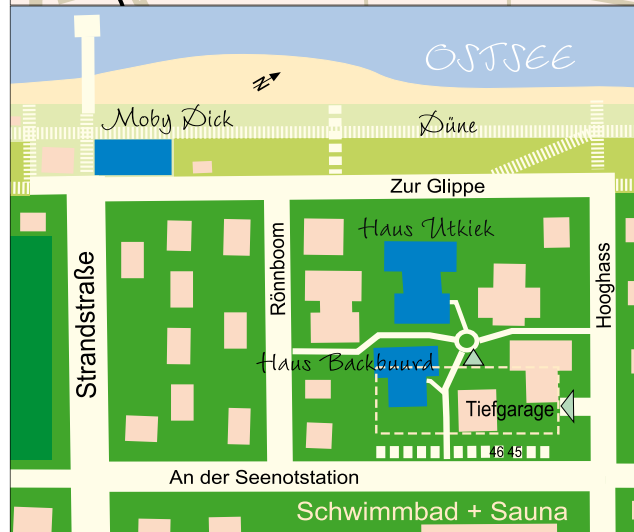 OSTSEE
N
Moby Dick
Düne
Zur Glippe
Haus Utkiek
Strandstraße
Rönnboom
Hooghass
Haus Backbuurd
Tiefgarage
46 45
An der Seenotstation
Schwimmbad + Sauna